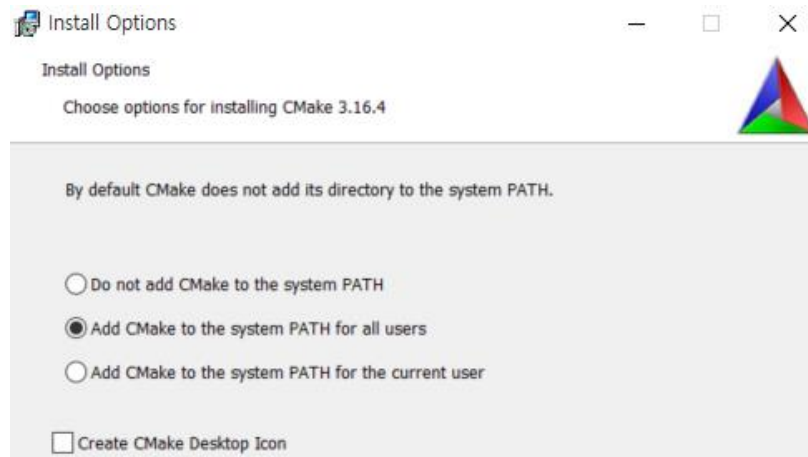 Install Options
Install Options
Choose options for installing CMake 3.16.4
By default CMake does not add its directory to the system PATH.
Do not add CMake to the system PATH
Add CMake to the system PATH for all users
Add CMake to the system PATH for the current user
Create CMake Desktop Icon